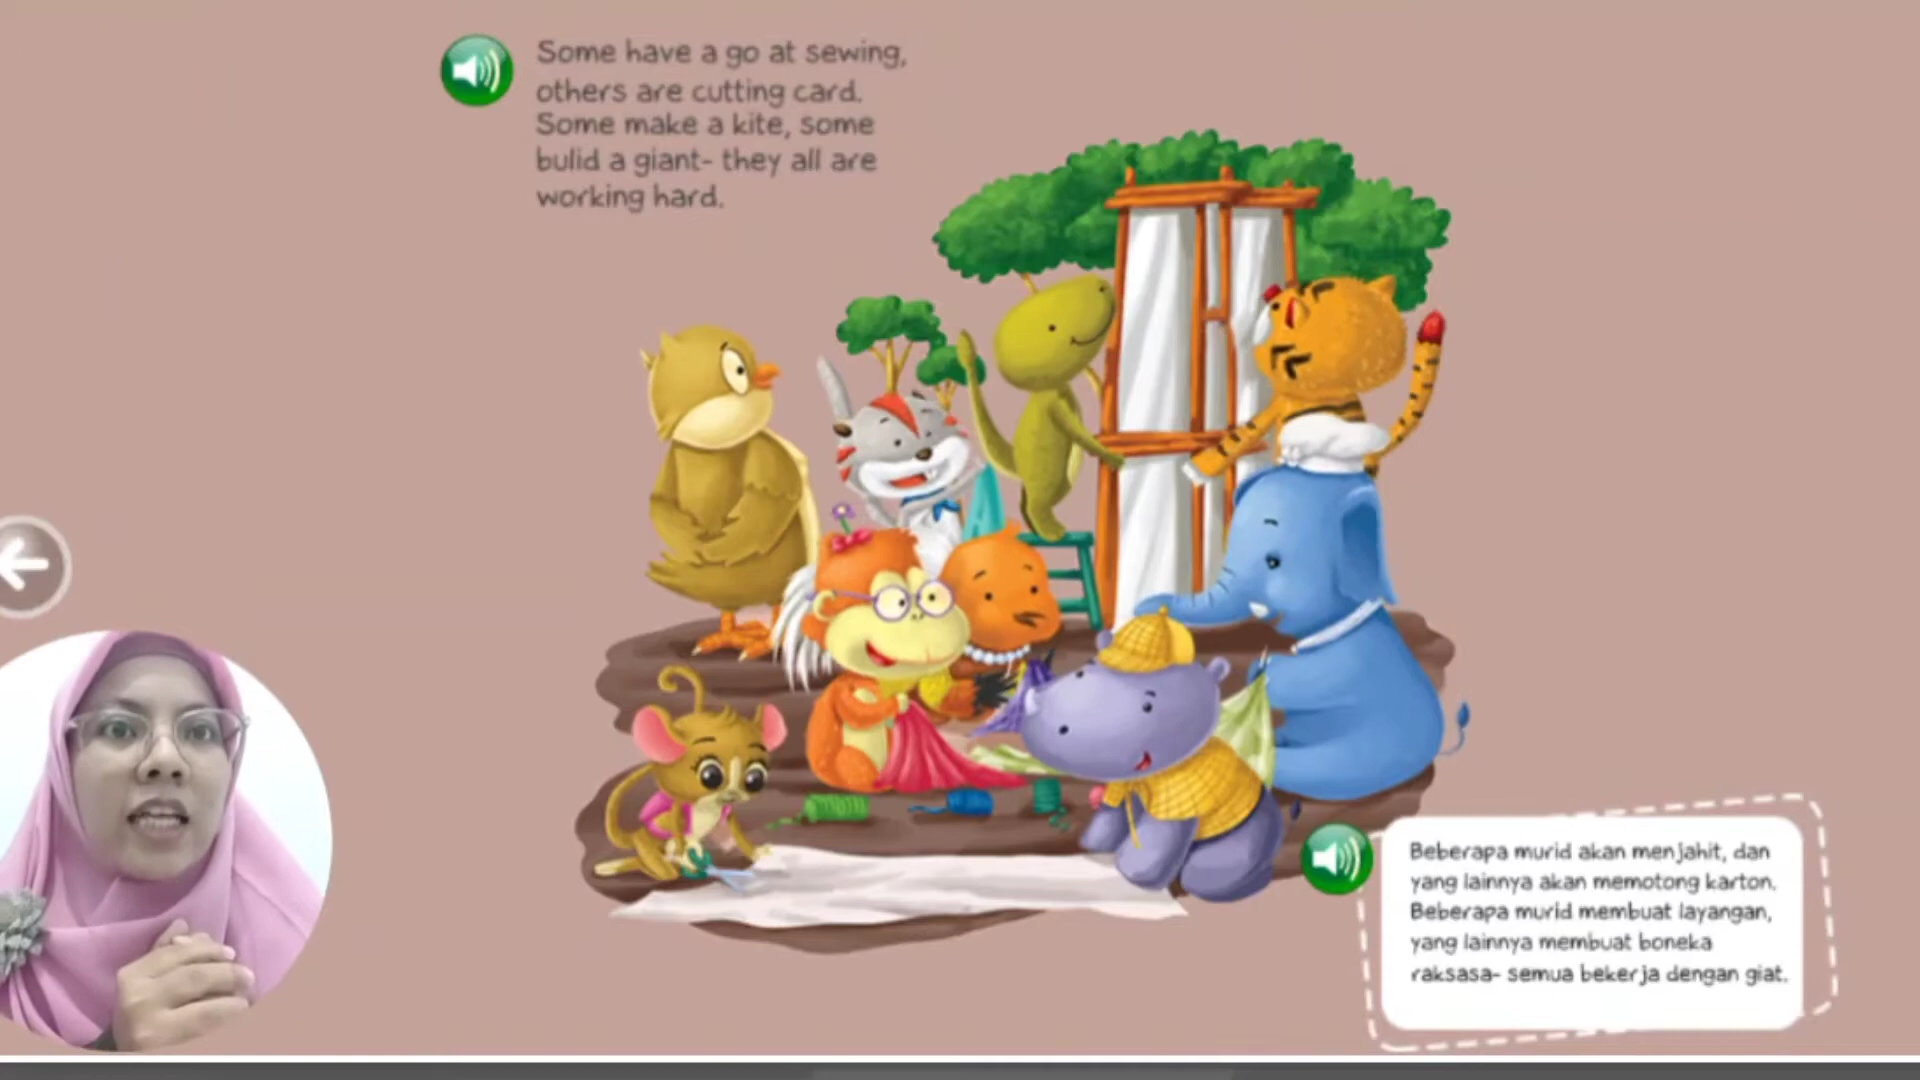 Some have a go at sewing,
others are cutting card.
Some make a kite, some
bulid a giant- they all are
working hard.
Beberapa murid akan menjahit, dan
yang lainnya akan memotong karton.
Beberapa murid membuat layangan,
yang lainnya membuat boneka
raksasa- semua bekerja dengan giat.